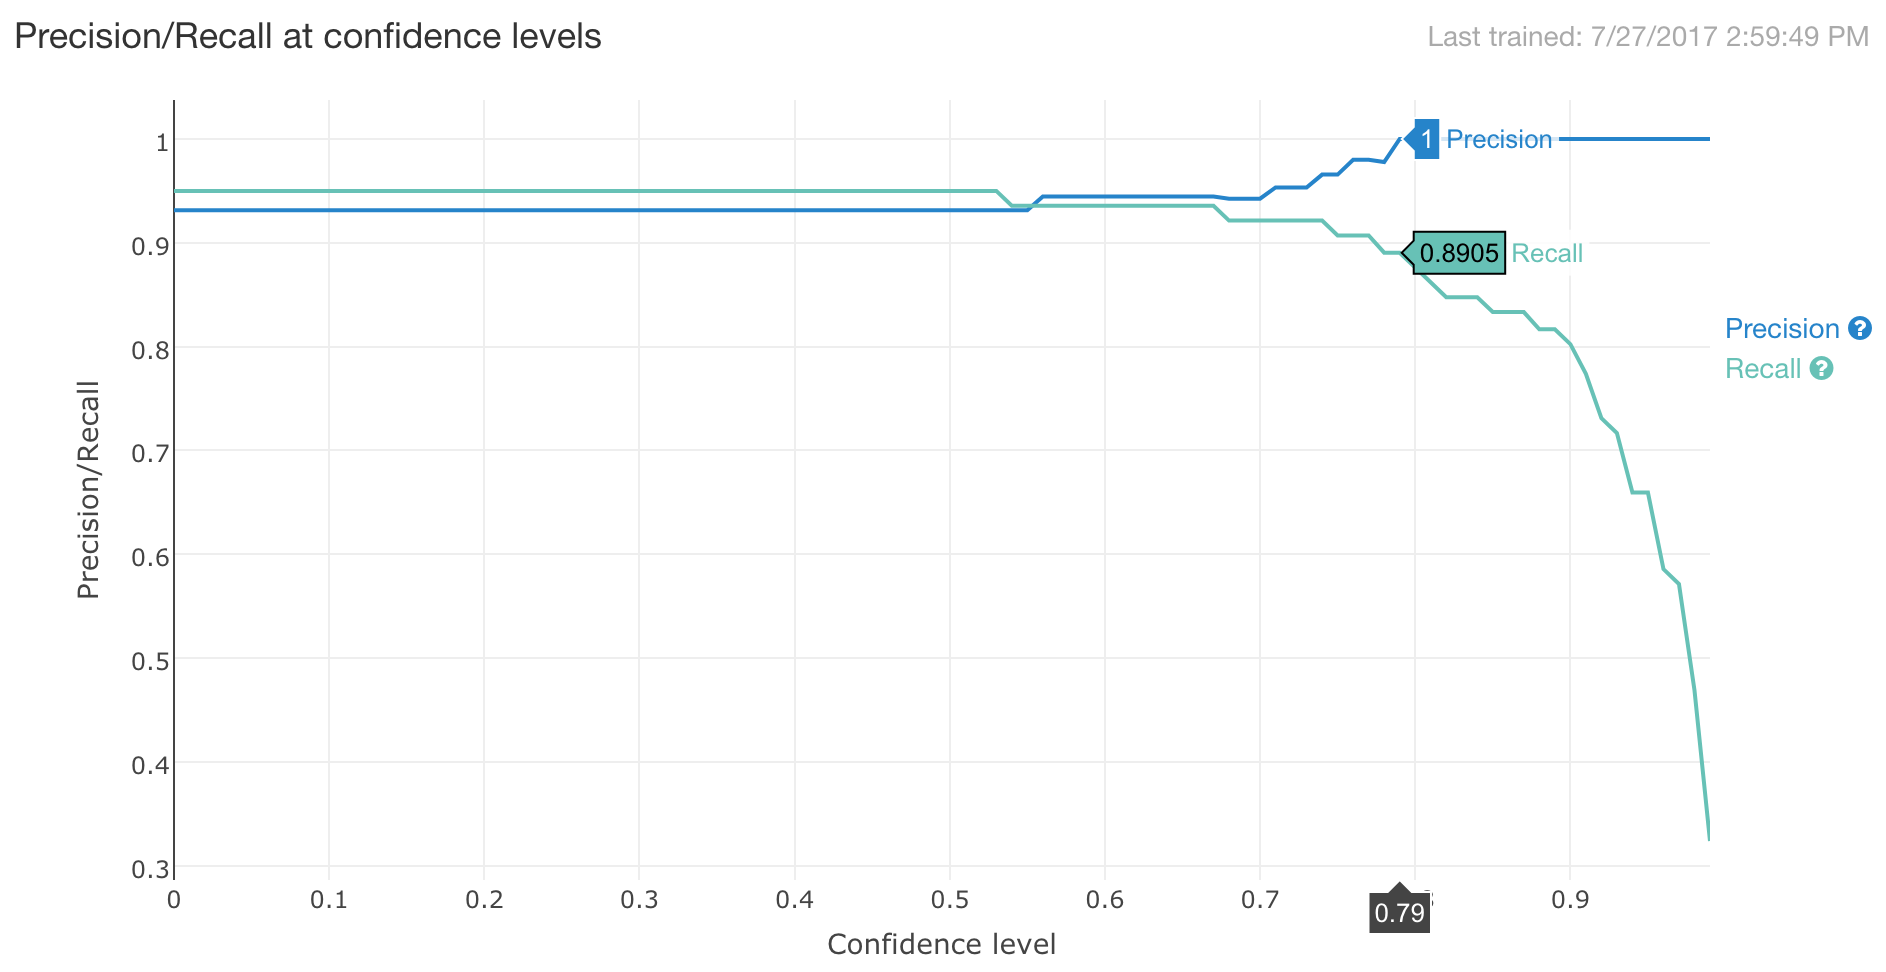 Precision/Recall at confidence levels
Last trained: 7/27/2017 2:59:49 PM
1
0.9
0.8
0.7
0.6
0.5
0.4
0.3
Precision/Recall
1 Precision
0.8905 Recall
Precision ?
Recall ?
0 0.1 0.2 0.3 0.4 0.5 0.6 0.7 0.79 0.9
Confidence level